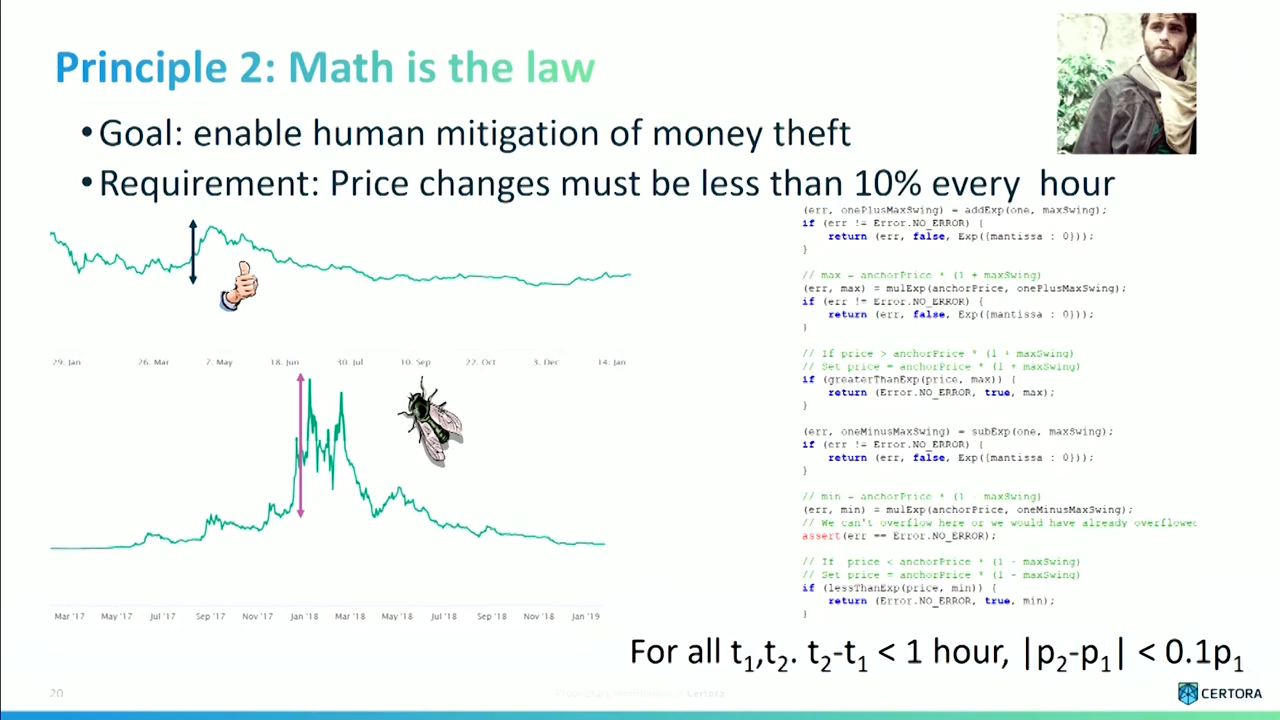 Principle 2: Math is the law
•Goal: enable human mitigation of money theft
•Requirement: Price changes must be less than 10% every hour
(err, onePlusMaxSwing) = addExp(one, maxSwing);
if (err != Error.NO_ERROR) {
return (err, false, Exp({mantissa : 0}));
}
// max = anchorPrice * (1 + maxSwing)
(err, max) = mulExp(anchorPrice, onePlusMaxSwing);
if (err != Error.NO_ERROR) {
return (err, false, Exp({mantissa : 0}));
}
// If price > anchorPrice * (1 + maxSwing)
// Set price = anchorPrice * (1 + maxSwing)
if (greaterThanExp(price, max)) {
return (Error.NO_ERROR, true, max);
}
(err, oneMinusMaxSwing) = subExp(one, maxSwing);
if (err != Error.NO_ERROR) {
return (err, false, Exp({mantissa : 0}));
}
// min = anchorPrice * (1 - maxSwing)
(err, min) = mulExp(anchorPrice, oneMinusMaxSwing);
// We can't overflow here or we would have already overflowed
assert(err == Error.NO_ERROR);
// If price < anchorPrice * (1 - maxSwing)
// Set price = anchorPrice * (1 - maxSwing)
if (lessThanExp(price, min)) {
return (Error.NO_ERROR, true, min);
}
29. Jan 26. Mar 7. May 18. Jun 30. Jul 10. Sep 22. Oct 3. Dec 14. Jan
Mar '17 May '17 Jul '17 Sep '17 Nov '17 Jan '18 Mar '18 May '18 Jul '18 Sep '18 Nov '18 Jan '19
For all t₁,t₂. t₂-t₁ < 1 hour, |p₂-p₁| < 0.1p₁
20
Certora
CERTORA